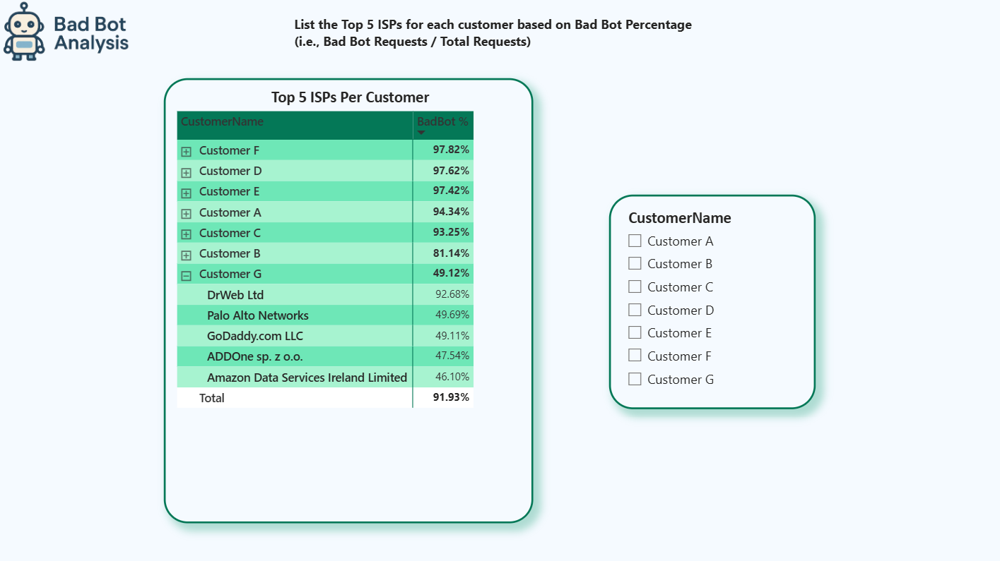 Bad Bot
Analysis
List the Top 5 ISPs for each customer based on Bad Bot Percentage
(i.e., Bad Bot Requests / Total Requests)
Top 5 ISPs Per Customer
CustomerName BadBot %
Customer F 97.82%
Customer D 97.62%
Customer E 97.42%
Customer A 94.34%
Customer C 93.25%
Customer B 81.14%
Customer G 49.12%
DrWeb Ltd 92.68%
Palo Alto Networks 49.69%
GoDaddy.com LLC 49.11%
ADDOne sp. z o.o. 47.54%
Amazon Data Services Ireland Limited 46.10%
Total 91.93%
CustomerName
Customer A
Customer B
Customer C
Customer D
Customer E
Customer F
Customer G